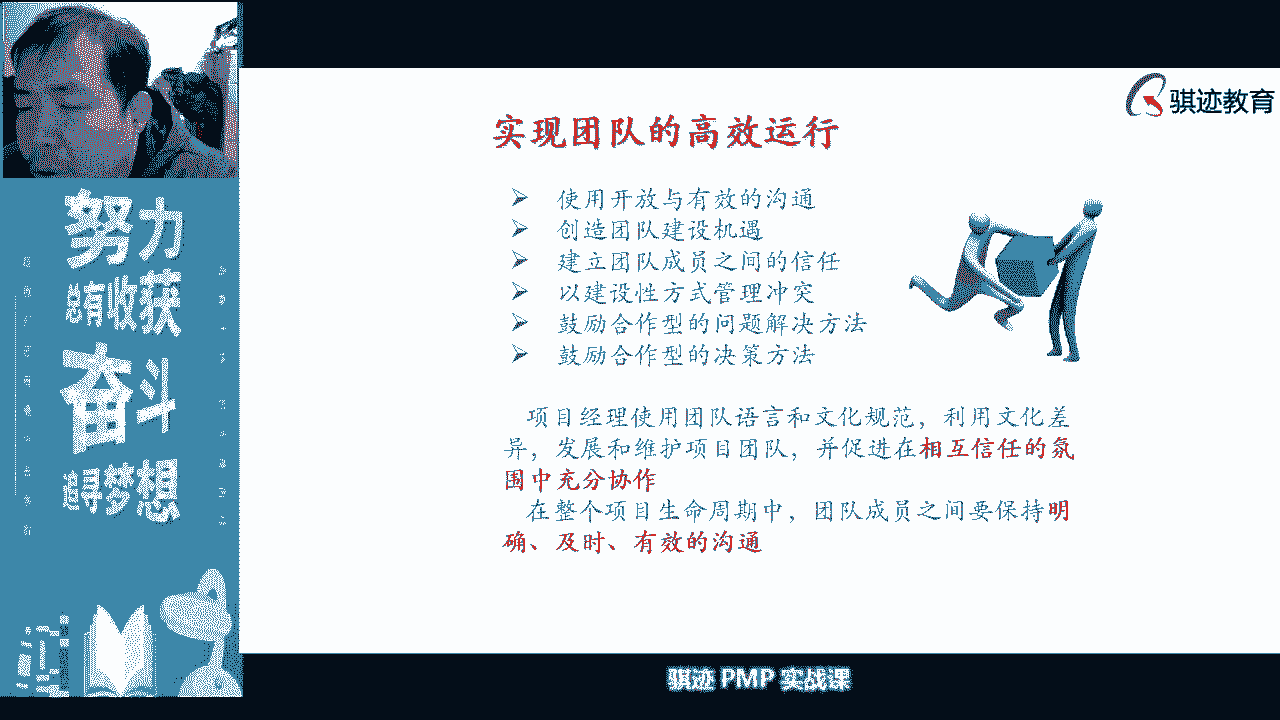 骐迹教育
努力
总有收获
奋斗
追寻梦想
实现团队的高效运行
使用开放与有效的沟通
创造团队建设机遇
建立团队成员之间的信任
以建设性方式管理冲突
鼓励合作型的问题解决方法
鼓励合作型的决策方法
项目经理使用团队语言和文化规范，利用文化差
异，发展和维护项目团队，并促进在相互信任的氛
围中充分协作
在整个项目生命周期中，团队成员之间要保持明
确、及时、有效的沟通
骐迹 PMP 实战课